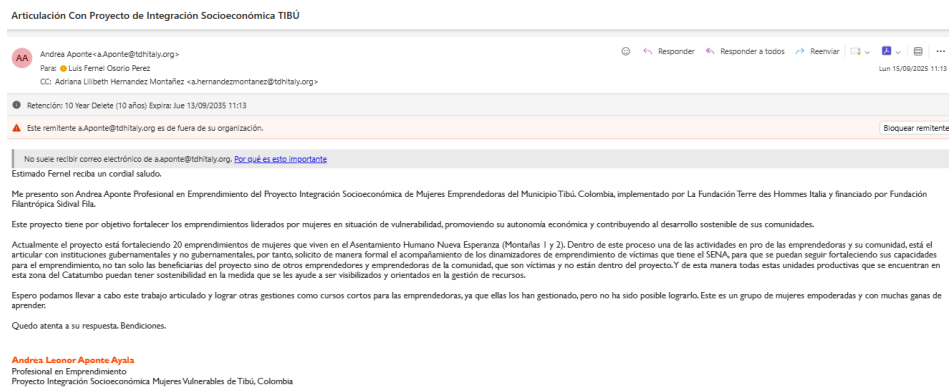 Articulación Con Proyecto de Integración Socioeconómica TIBÚ
AA
Andrea Aponte<a.Aponte@tdhitaly.org>
Para: Luis Fernel Osorio Perez
CC: Adriana Lilibeth Hernandez Montañez <a.hernandezmontanez@tdhitaly.org>
Responder
Responder a todos
Reenviar
Lun 15/09/2025 11:13
Retención: 10 Year Delete (10 años) Expira: Jue 13/09/2035 11:13
Este remitente a.Aponte@tdhitaly.org es de fuera de su organización.
Bloquear remitente
No suele recibir correo electrónico de a.aponte@tdhitaly.org. Por qué es esto importante
Estimado Fernel reciba un cordial saludo.
Me presento son Andrea Aponte Profesional en Emprendimiento del Proyecto Integración Socioeconómica de Mujeres Emprendedoras del Municipio Tibú. Colombia, implementado por La Fundación Terre des Hommes Italia y financiado por Fundación
Filantrópica Sidival Fila.
Este proyecto tiene por objetivo fortalecer los emprendimientos liderados por mujeres en situación de vulnerabilidad, promoviendo su autonomía económica y contribuyendo al desarrollo sostenible de sus comunidades.
Actualmente el proyecto está fortaleciendo 20 emprendimientos de mujeres que viven en el Asentamiento Humano Nueva Esperanza (Montañas 1 y 2). Dentro de este proceso una de las actividades en pro de las emprendedoras y su comunidad, está el
articular con instituciones gubernamentales y no gubernamentales, por tanto, solicito de manera formal el acompañamiento de los dinamizadores de emprendimiento de víctimas que tiene el SENA, para que se puedan seguir fortaleciendo sus capacidades
para el emprendimiento, no tan solo las beneficiarias del proyecto sino de otros emprendedores y emprendedoras de la comunidad, que son víctimas y no están dentro del proyecto. Y de esta manera todas estas unidades productivas que se encuentran en
esta zona del Catatumbo puedan tener sostenibilidad en la medida que se les ayude a ser visibilizados y orientados en la gestión de recursos.
Espero podamos llevar a cabo este trabajo articulado y lograr otras gestiones como cursos cortos para las emprendedoras, ya que ellas los han gestionado, pero no ha sido posible lograrlo. Este es un grupo de mujeres empoderadas y con muchas ganas de
aprender.
Quedo atenta a su respuesta. Bendiciones.
Andrea Leonor Aponte Ayala
Profesional en Emprendimiento
Proyecto Integración Socioeconómica Mujeres Vulnerables de Tibú, Colombia